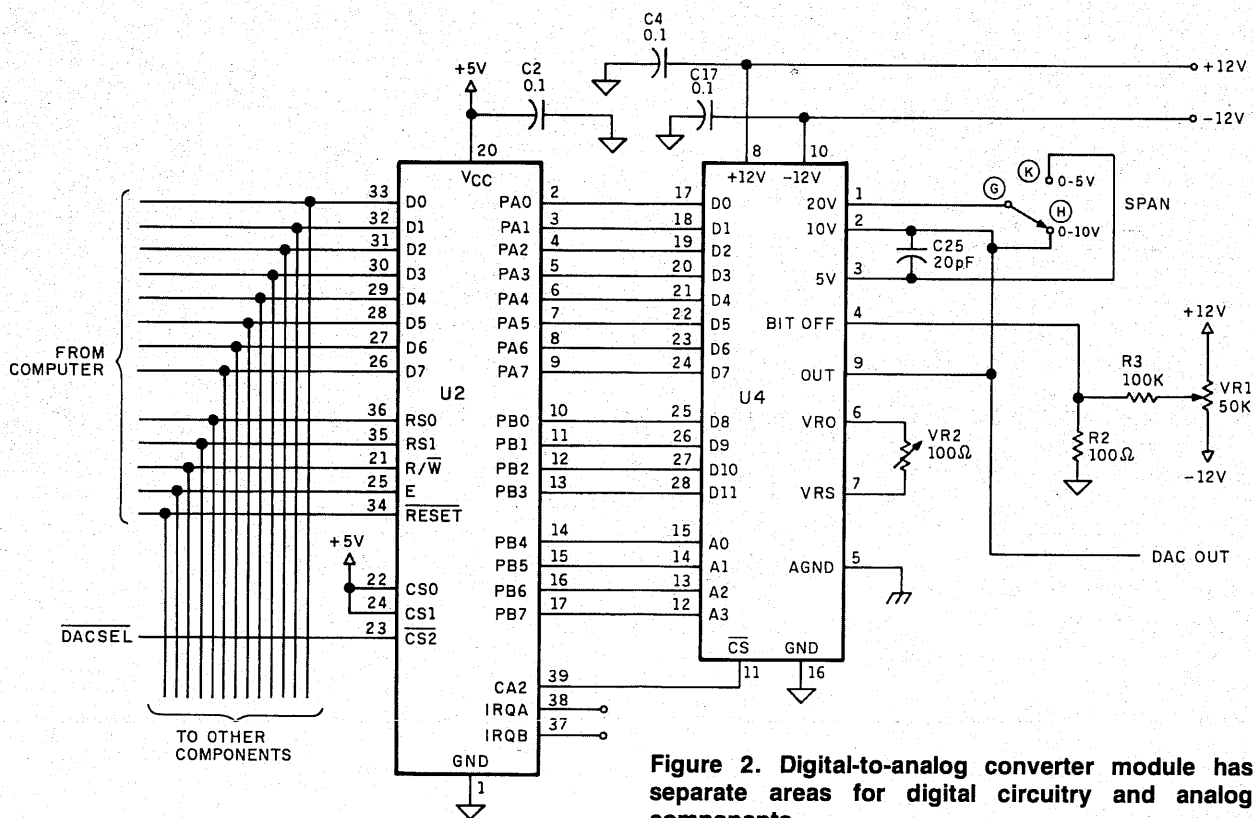 C4
0.1
+12V
C17
0.1
-12V
+5V
C2
0.1
20
VCC
8
+12V
10
-12V
33 D0 PA0 2 17 D0
32 D1 PA1 3 18 D1
31 D2 PA2 4 19 D2
30 D3 PA3 5 20 D3
29 D4 PA4 6 21 D4
28 D5 PA5 7 22 D5
27 D6 PA6 8 23 D6
26 D7 PA7 9 24 D7
FROM
COMPUTER
U2
U4
36 RS0 PB0 10 25 D8
35 RS1 PB1 11 26 D9
21 R/W PB2 12 27 D10
25 E PB3 13 28 D11
34 RESET
PB4 14 15 A0
PB5 15 14 A1
PB6 16 13 A2
PB7 17 12 A3
+5V
22 CS0
24 CS1
DACSEL 23 CS2
CA2 39
IRQA 38
IRQB 37
GND
1
TO OTHER
COMPONENTS
CS
11
GND
16
20V 1
10V 2
5V 3
BIT OFF 4
OUT 9
VRO 6
VRS 7
AGND 5
G
K
0-5V
H
0-10V
SPAN
C25
20pF
+12V
R3
100K
VR1
50K
R2
100Ω
-12V
VR2
100Ω
DAC OUT
Figure 2. Digital-to-analog converter module has
separate areas for digital circuitry and analog